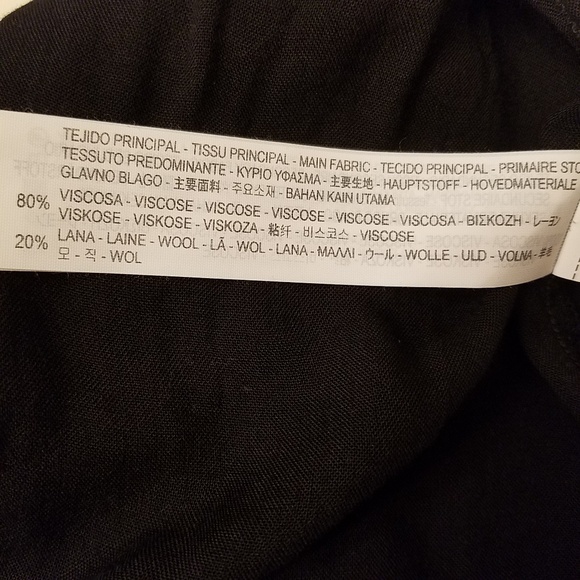 TEJIDO PRINCIPAL - TISSU PRINCIPAL - MAIN FABRIC - TECIDO PRINCIPAL - PRIMAIRE STO
TESSUTO PREDOMINANTE - ΚΥΡΙΟ ΥΦΑΣΜΑ - 主要生地 - HAUPTSTOFF - HOVEDMATERIALE
GLAVNO BLAGO - 主要面料 - 주요소재 - BAHAN KAIN UTAMA
80% VISCOSA - VISCOSE - VISCOSE - VISCOSE - VISCOSE - VISCOSA - ΒΙΣΚΟΖΗ - レーヨン
VISKOSE - VISKOSE - VISKOZA - 粘纤 - 비스코스 - VISCOSE
20% LANA - LAINE - WOOL - LÃ - WOL - LANA - ΜΑΛΛΙ - ウール - WOLLE - ULD - VOLNA - 羊毛
모 - 직 - WOL